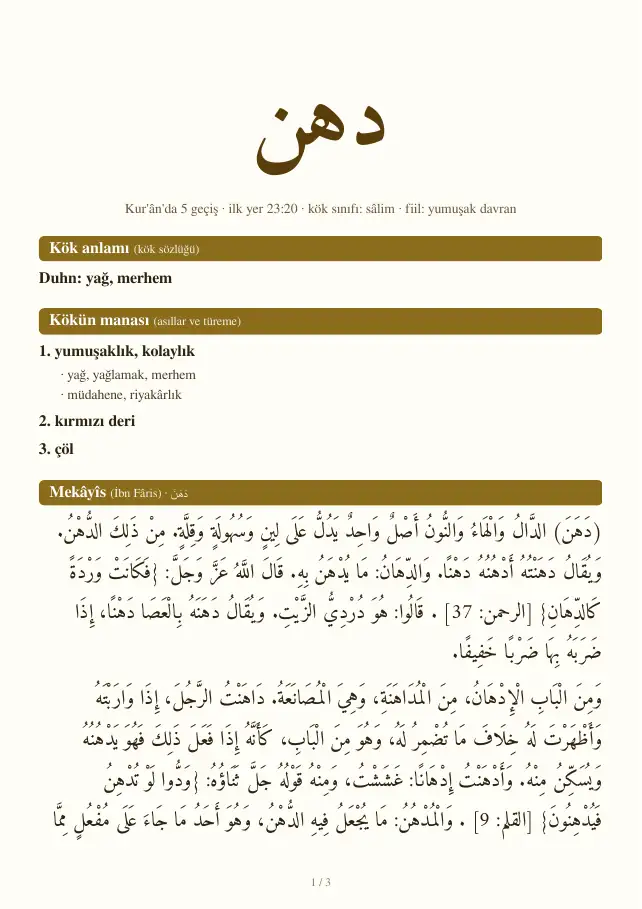 دهن
Kur'ân'da 5 geçiş · ilk yer 23:20 · kök sınıfı: sâlim · fiil: yumuşak davran
Kök anlamı (kök sözlüğü)
Duhn: yağ, merhem
Kökün manası (asıllar ve türeme)
1. yumuşaklık, kolaylık
· yağ, yağlamak, merhem
· müdahene, riyakârlık
2. kırmızı deri
3. çöl
Mekâyîs (İbn Fâris) · دَهَنَ
(دَهَنَ) الدَّالُ وَالْهَاءُ وَالنُّونُ أَصْلٌ وَاحِدٌ يَدُلُّ عَلَى لِينٍ وَسُهُولَةٍ وَقِلَّةٍ. مِنْ ذَلِكَ الدُّهْنُ.
وَيُقَالُ دَهَنْتُهُ أَدْهُنُهُ دَهْنًا. وَالدِّهَانُ: مَا يُدْهَنُ بِهِ. قَالَ اللَّهُ عَزَّ وَجَلَّ: {فَكَانَتْ وَرْدَةً
كَالدِّهَانِ} [الرحمن: 37] . قَالُوا: هُوَ دُرْدِيُّ الزَّيْتِ. وَيُقَالُ دَهَنَهُ بِالْعَصَا دَهْنًا، إِذَا
ضَرَبَهُ بِهَا ضَرْبًا خَفِيفًا.
وَمِنَ الْبَابِ الْإِدْهَانُ، مِنَ الْمُدَاهَنَةِ، وَهِيَ الْمُصَانَعَةُ. دَاهَنْتُ الرَّجُلَ، إِذَا وَارَبْتَهُ
وَأَظْهَرْتَ لَهُ خِلَافَ مَا تُضْمِرُ لَهُ، وَهُوَ مِنَ الْبَابِ، كَأَنَّهُ إِذَا فَعَلَ ذَلِكَ فَهُوَ يَدْهُنُهُ
وَيُسَكِّنُ مِنْهُ. وَأَدْهَنْتُ إِدْهَانًا: غَشَشْتُ، وَمِنْهُ قَوْلُهُ جَلَّ ثَنَاؤُهُ: {وَدُّوا لَوْ تُدْهِنُ
فَيُدْهِنُونَ} [القلم: 9] . وَالْمُدْهُنُ: مَا يُجْعَلُ فِيهِ الدُّهْنُ، وَهُوَ أَحَدُ مَا جَاءَ عَلَى مُفْعُلٍ مِمَّا
1 / 3